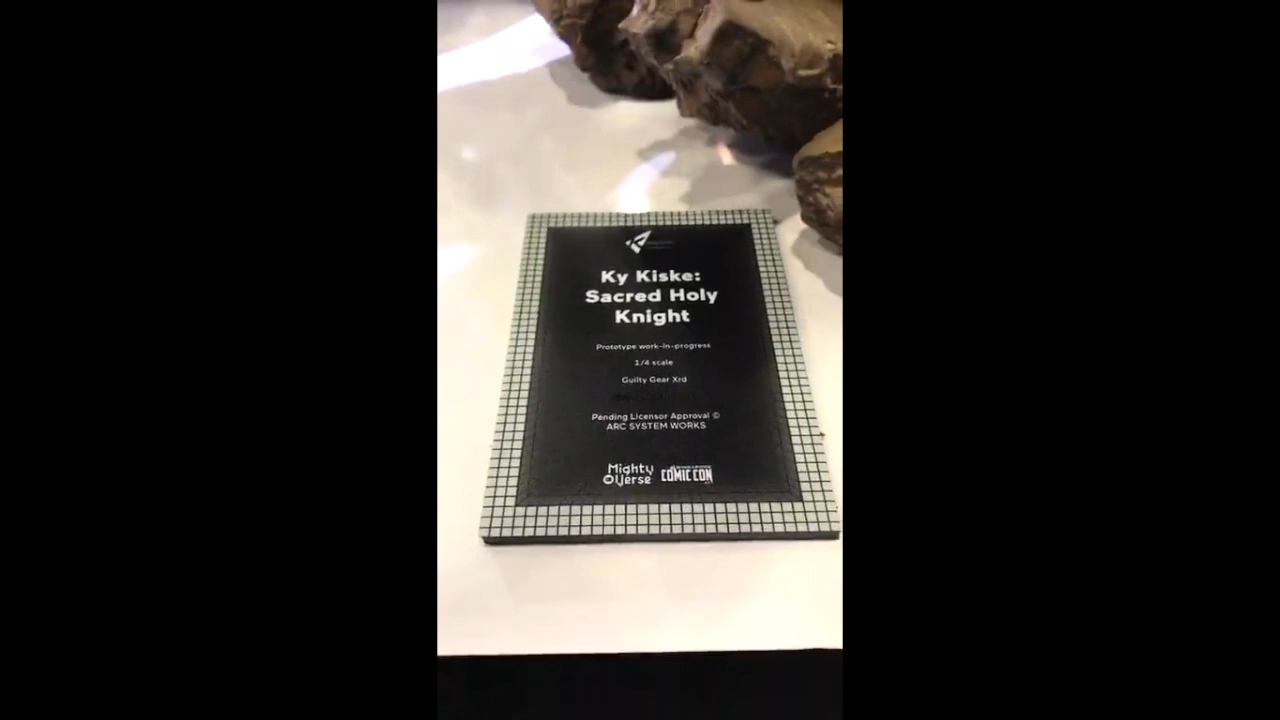 Ky Kiske:
Sacred Holy
Knight
Prototype work-in-progress
1/4 scale
Guilty Gear Xrd
Pending Licensor Approval ©
ARC SYSTEM WORKS
Mighty
Verse
COMIC CON